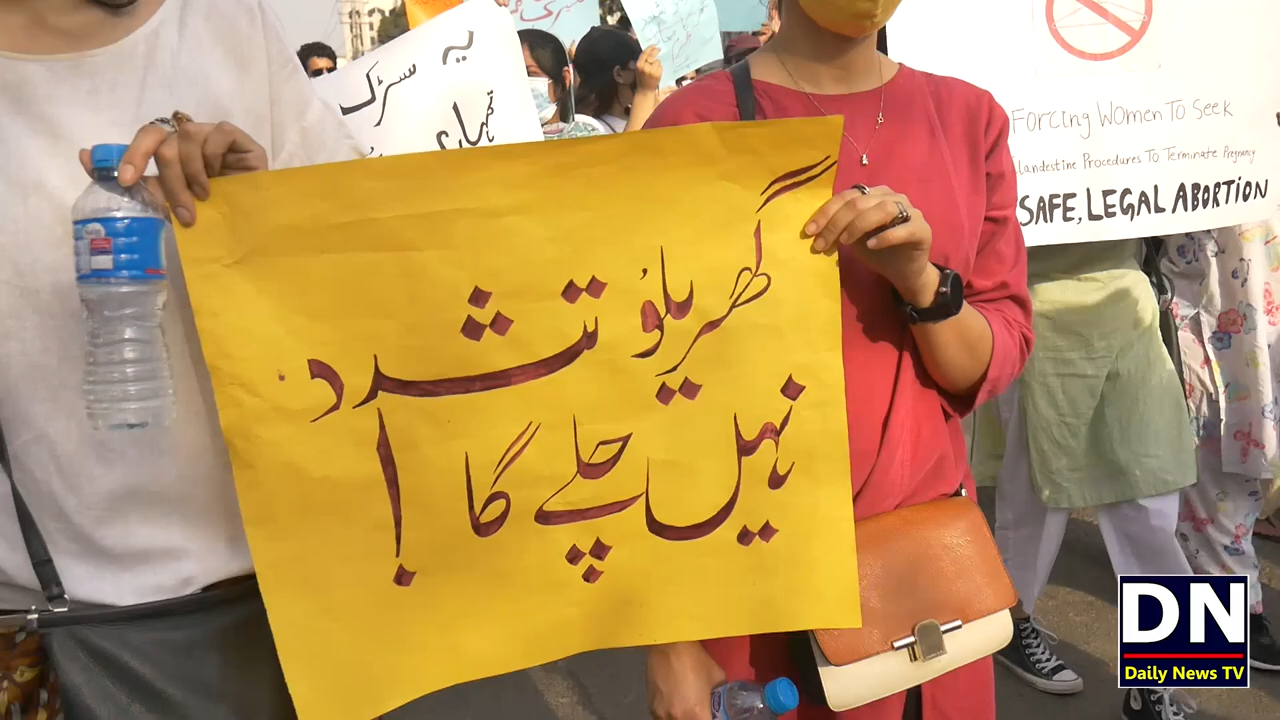 یہ سڑک
تمہاری
گھریلو تشدد
نہیں چلے گا!
Forcing Women To Seek
Clandestine Procedures To Terminate Pregnancy
SAFE, LEGAL ABORTION
DN
Daily News TV